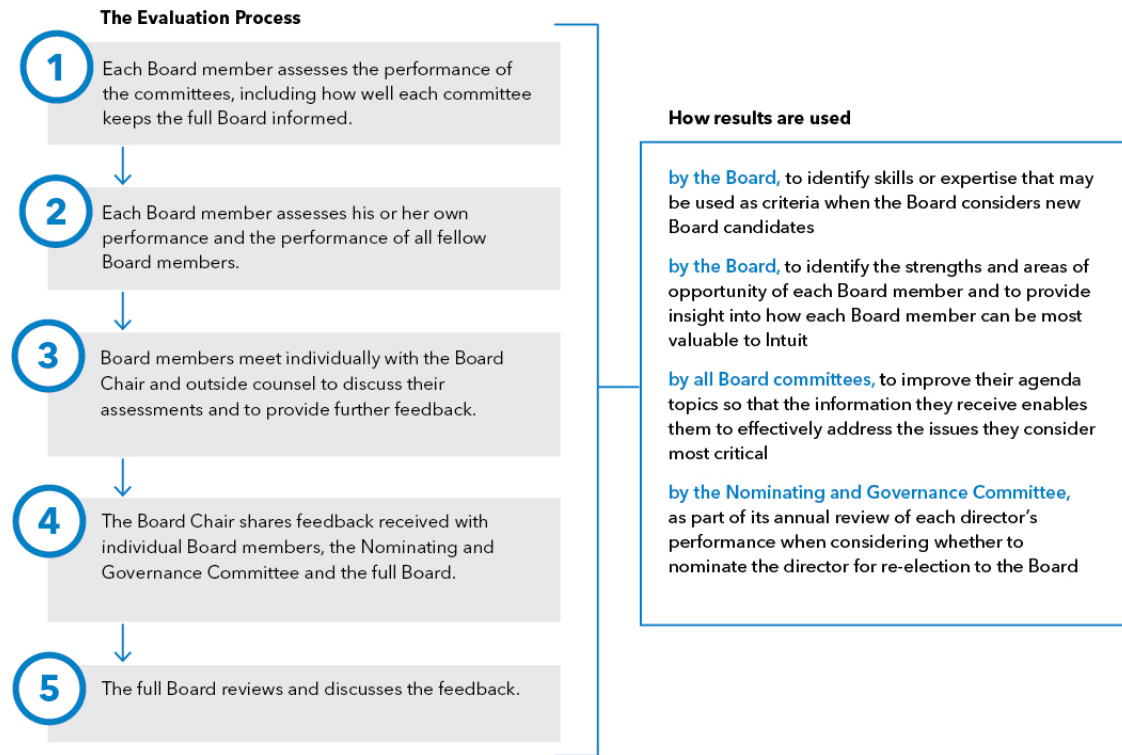 The Evaluation Process
1
Each Board member assesses the performance of
the committees, including how well each committee
keeps the full Board informed.
2
Each Board member assesses his or her own
performance and the performance of all fellow
Board members.
3
Board members meet individually with the Board
Chair and outside counsel to discuss their
assessments and to provide further feedback.
4
The Board Chair shares feedback received with
individual Board members, the Nominating and
Governance Committee and the full Board.
5
The full Board reviews and discusses the feedback.
How results are used
by the Board, to identify skills or expertise that may
be used as criteria when the Board considers new
Board candidates
by the Board, to identify the strengths and areas of
opportunity of each Board member and to provide
insight into how each Board member can be most
valuable to Intuit
by all Board committees, to improve their agenda
topics so that the information they receive enables
them to effectively address the issues they consider
most critical
by the Nominating and Governance Committee,
as part of its annual review of each director's
performance when considering whether to
nominate the director for re-election to the Board